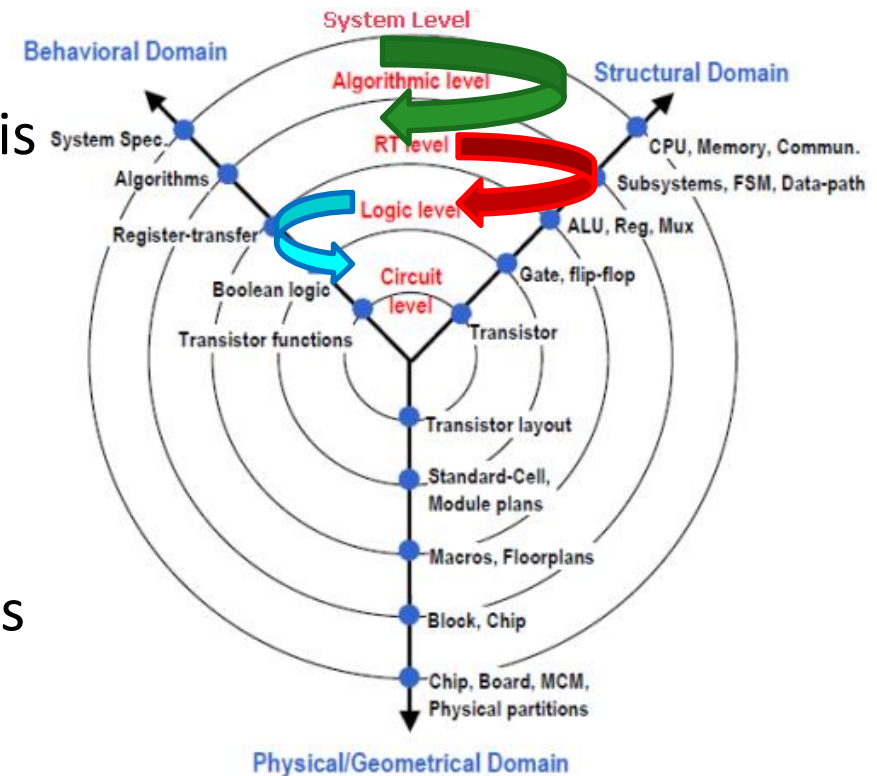 System Level
Behavioral Domain
Structural Domain
Algorithmic level
is
System Spec.
RT level
CPU, Memory, Commun.
Algorithms
Subsystems, FSM, Data-path
Logic level
Register-transfer
ALU, Reg, Mux
Circuit
level
Gate, flip-flop
Boolean logic
Transistor functions
Transistor
Transistor layout
Standard-Cell,
Module plans
Macros, Floorplans
s
Block, Chip
Chip, Board, MCM,
Physical partitions
Physical/Geometrical Domain